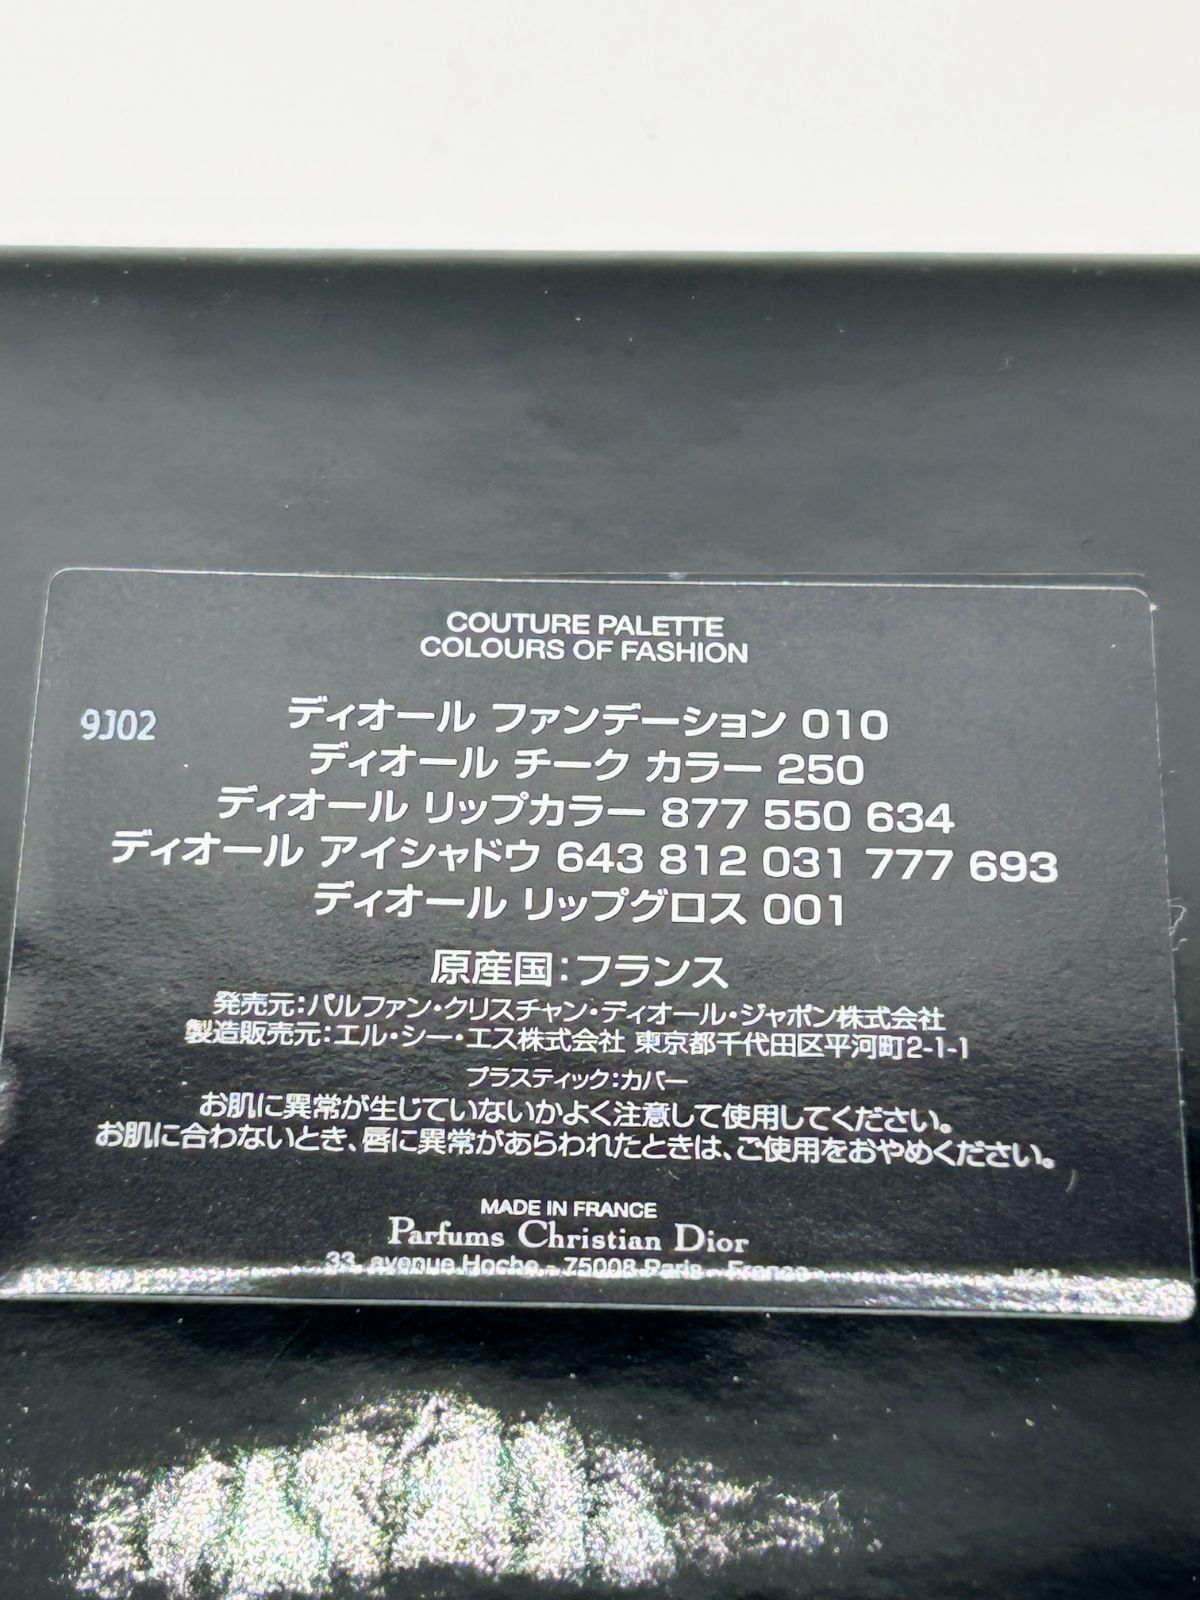 COUTURE PALETTE
COLOURS OF FASHION
9J02
ディオール ファンデーション 010
ディオール チーク カラー 250
ディオール リップカラー 877 550 634
ディオール アイシャドウ 643 812 031 777 693
ディオール リップグロス 001
原産国:フランス
発売元:パルファン・クリスチャン・ディオール・ジャポン株式会社
製造販売元:エル・シー・エス株式会社 東京都千代田区平河町2-1-1
プラスティック:カバー
お肌に異常が生じていないかよく注意して使用してください。
お肌に合わないとき、唇に異常があらわれたときは、ご使用をおやめください。
MADE IN FRANCE
Parfums Christian Dior
33, avenue Hoche - 75008 Paris - France